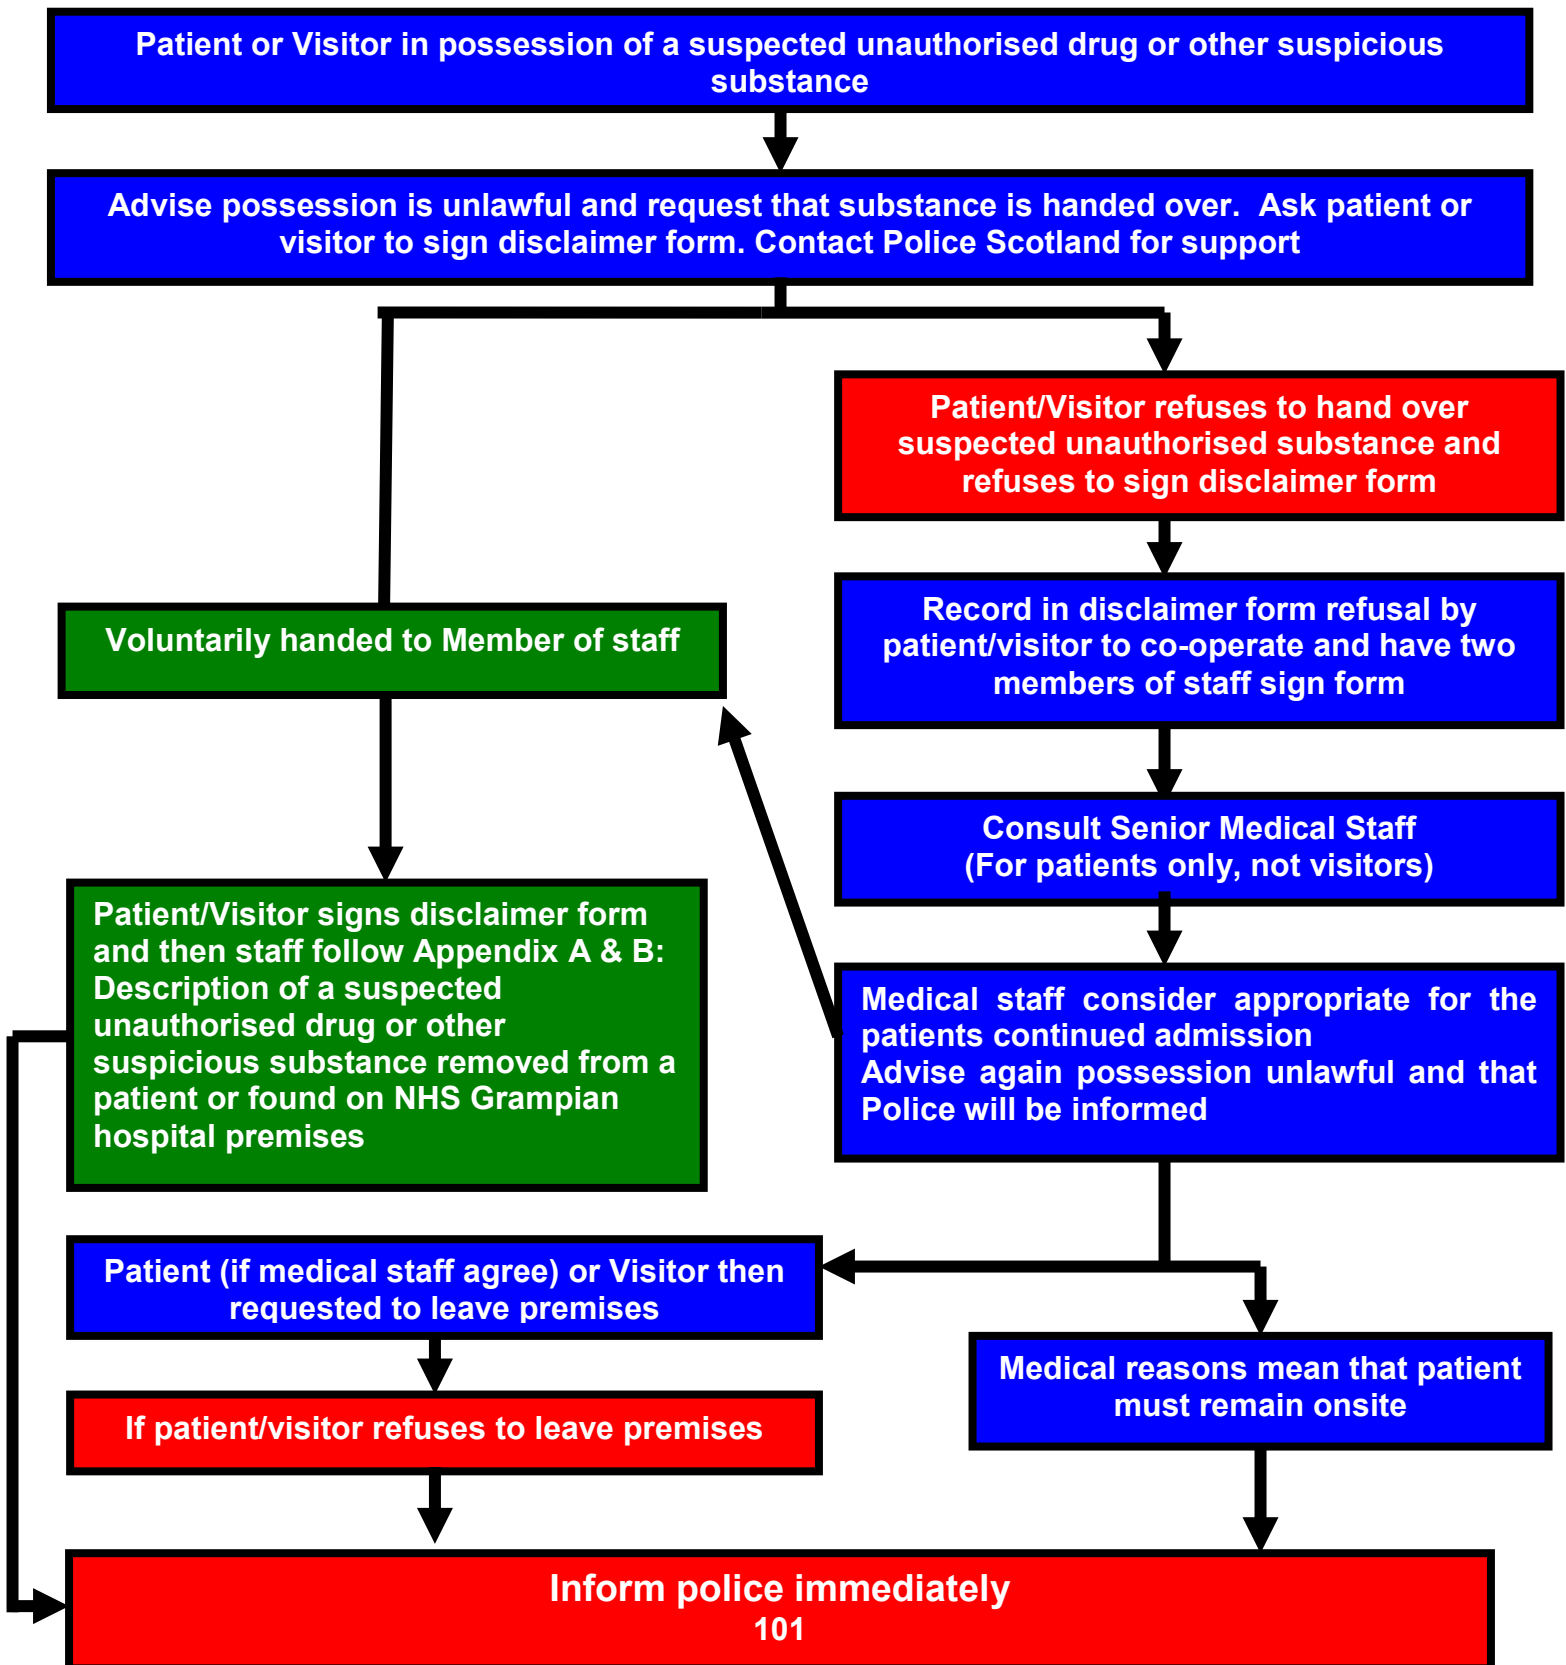 Patient or Visitor in possession of a suspected unauthorised drug or other suspicious
substance
Advise possession is unlawful and request that substance is handed over.  Ask patient or
visitor to sign disclaimer form. Contact Police Scotland for support
Patient/Visitor refuses to hand over
suspected unauthorised substance and
refuses to sign disclaimer form
Voluntarily handed to Member of staff
Record in disclaimer form refusal by
patient/visitor to co-operate and have two
members of staff sign form
Consult Senior Medical Staff
(For patients only, not visitors)
Patient/Visitor signs disclaimer form
and then staff follow Appendix A & B:
Description of a suspected
unauthorised drug or other
suspicious substance removed from a
patient or found on NHS Grampian
hospital premises
Medical staff consider appropriate for the
patients continued admission
Advise again possession unlawful and that
Police will be informed
Patient (if medical staff agree) or Visitor then
requested to leave premises
Medical reasons mean that patient
must remain onsite
If patient/visitor refuses to leave premises
Inform police immediately
101